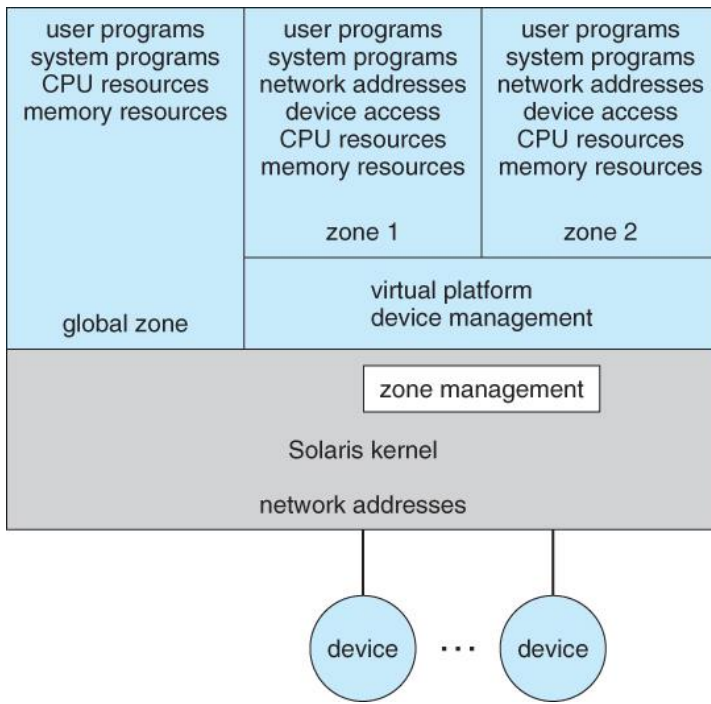 user programs
system programs
CPU resources
memory resources
global zone
user programs
system programs
network addresses
device access
CPU resources
memory resources
zone 1
user programs
system programs
network addresses
device access
CPU resources
memory resources
zone 2
virtual platform
device management
zone management
Solaris kernel
network addresses
device
...
device